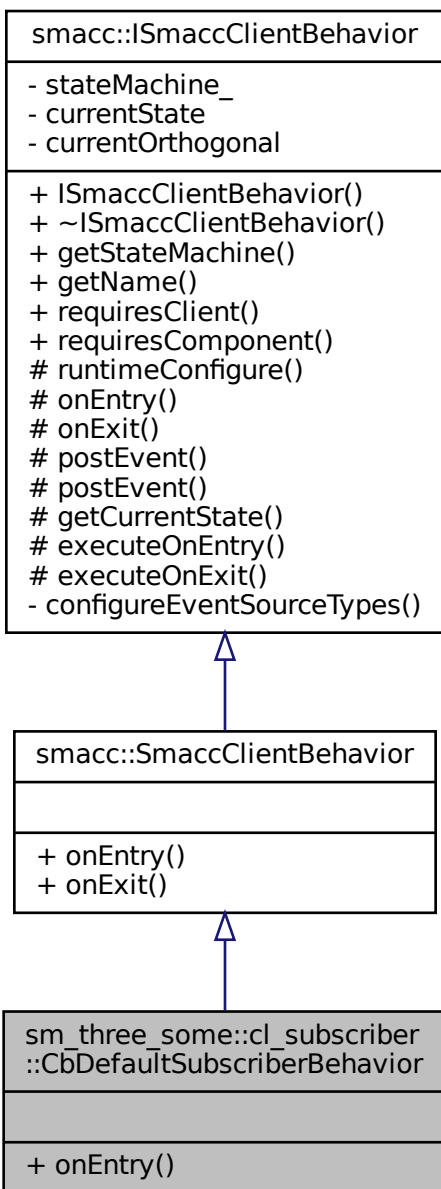 smacc::ISmaccClientBehavior
- stateMachine_
- currentState
- currentOrthogonal
+ ISmaccClientBehavior()
+ ~ISmaccClientBehavior()
+ getStateMachine()
+ getName()
+ requiresClient()
+ requiresComponent()
# runtimeConfigure()
# onEntry()
# onExit()
# postEvent()
# postEvent()
# getCurrentState()
# executeOnEntry()
# executeOnExit()
- configureEventSourceTypes()
smacc::SmaccClientBehavior
+ onEntry()
+ onExit()
sm_three_some::cl_subscriber
::CbDefaultSubscriberBehavior
+ onEntry()